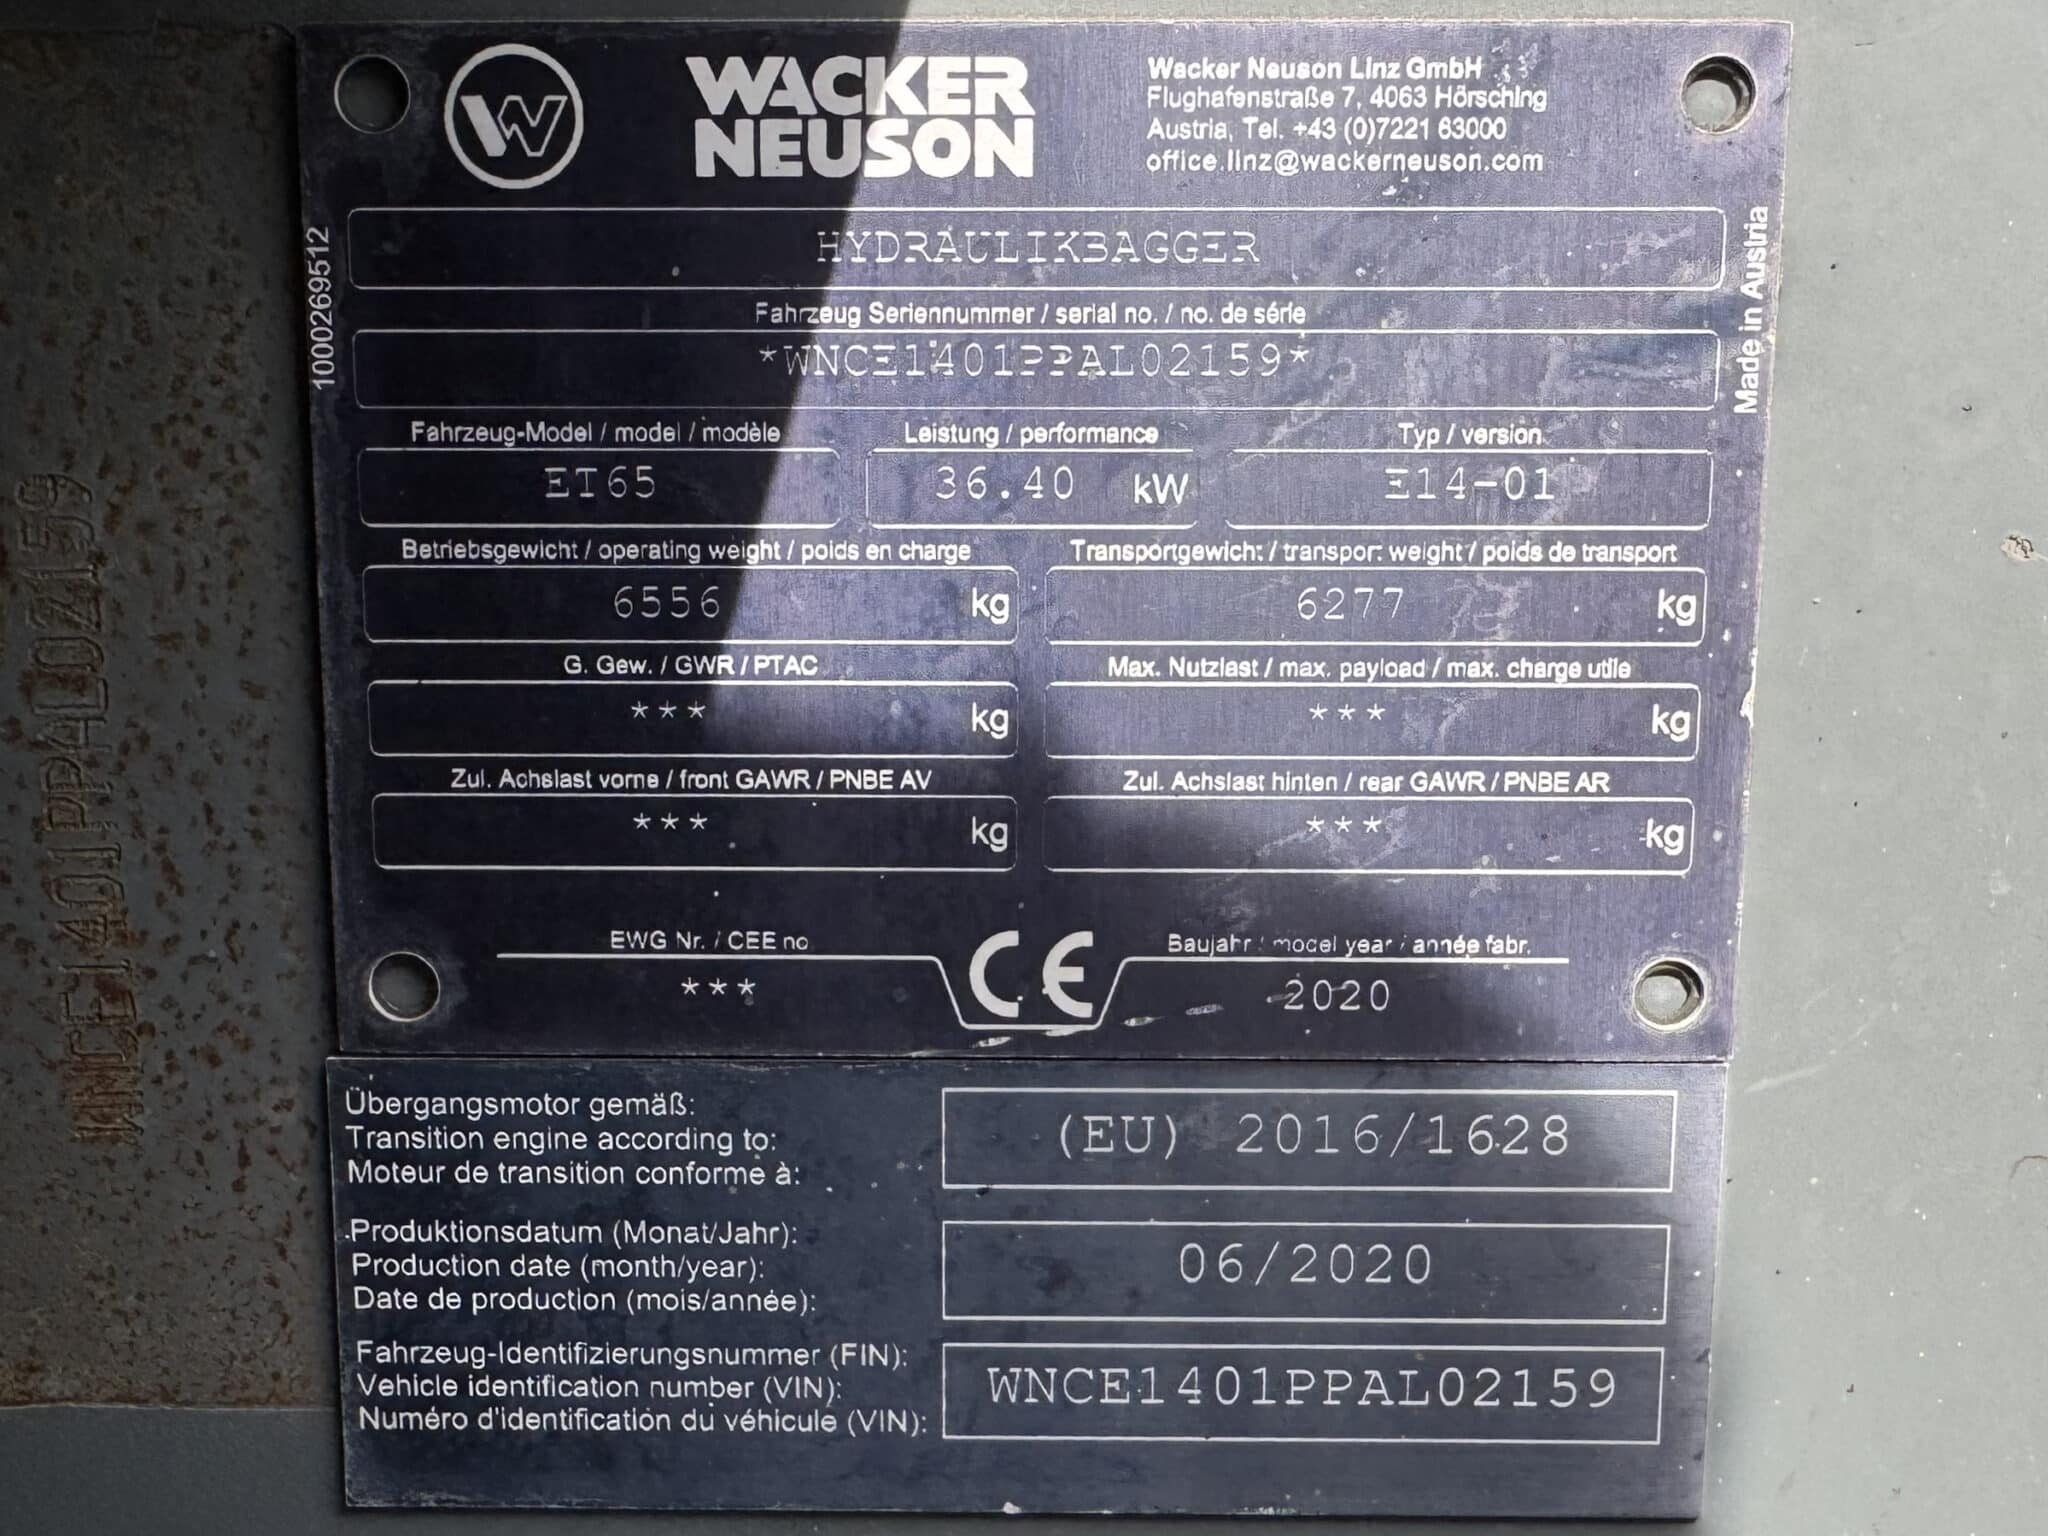 WACKER
NEUSON
Wacker Neuson Linz GmbH
Flughafenstraße 7, 4063 Hörsching
Austria, Tel. +43 (0)7221 63000
office.linz@wackerneuson.com
1000269512
Made in Austria
HYDRAULIKBAGGER
Fahrzeug Seriennummer / serial no. / no. de série
*WNCE1401PPAL02159*
Fahrzeug-Model / model / modèle
Leistung / performance
Typ / version
ET65
36.40 kW
E14-01
Betriebsgewicht / operating weight / poids en charge
Transportgewicht / transport weight / poids de transport
6556 kg
6277 kg
G. Gew. / GWR / PTAC
Max. Nutzlast / max. payload / max. charge utile
*** kg
*** kg
Zul. Achslast vorne / front GAWR / PNBE AV
Zul. Achslast hinten / rear GAWR / PNBE AR
*** kg
*** kg
EWG Nr. / CEE no
CE
Baujahr / model year / année fabr.
***
2020
Übergangsmotor gemäß:
Transition engine according to:
Moteur de transition conforme à:
(EU) 2016/1628
Produktionsdatum (Monat/Jahr):
Production date (month/year):
Date de production (mois/année):
06/2020
Fahrzeug-Identifizierungsnummer (FIN):
Vehicle identification number (VIN):
Numéro d'identification du véhicule (VIN):
WNCE1401PPAL02159
WNCE1401PPAL02159